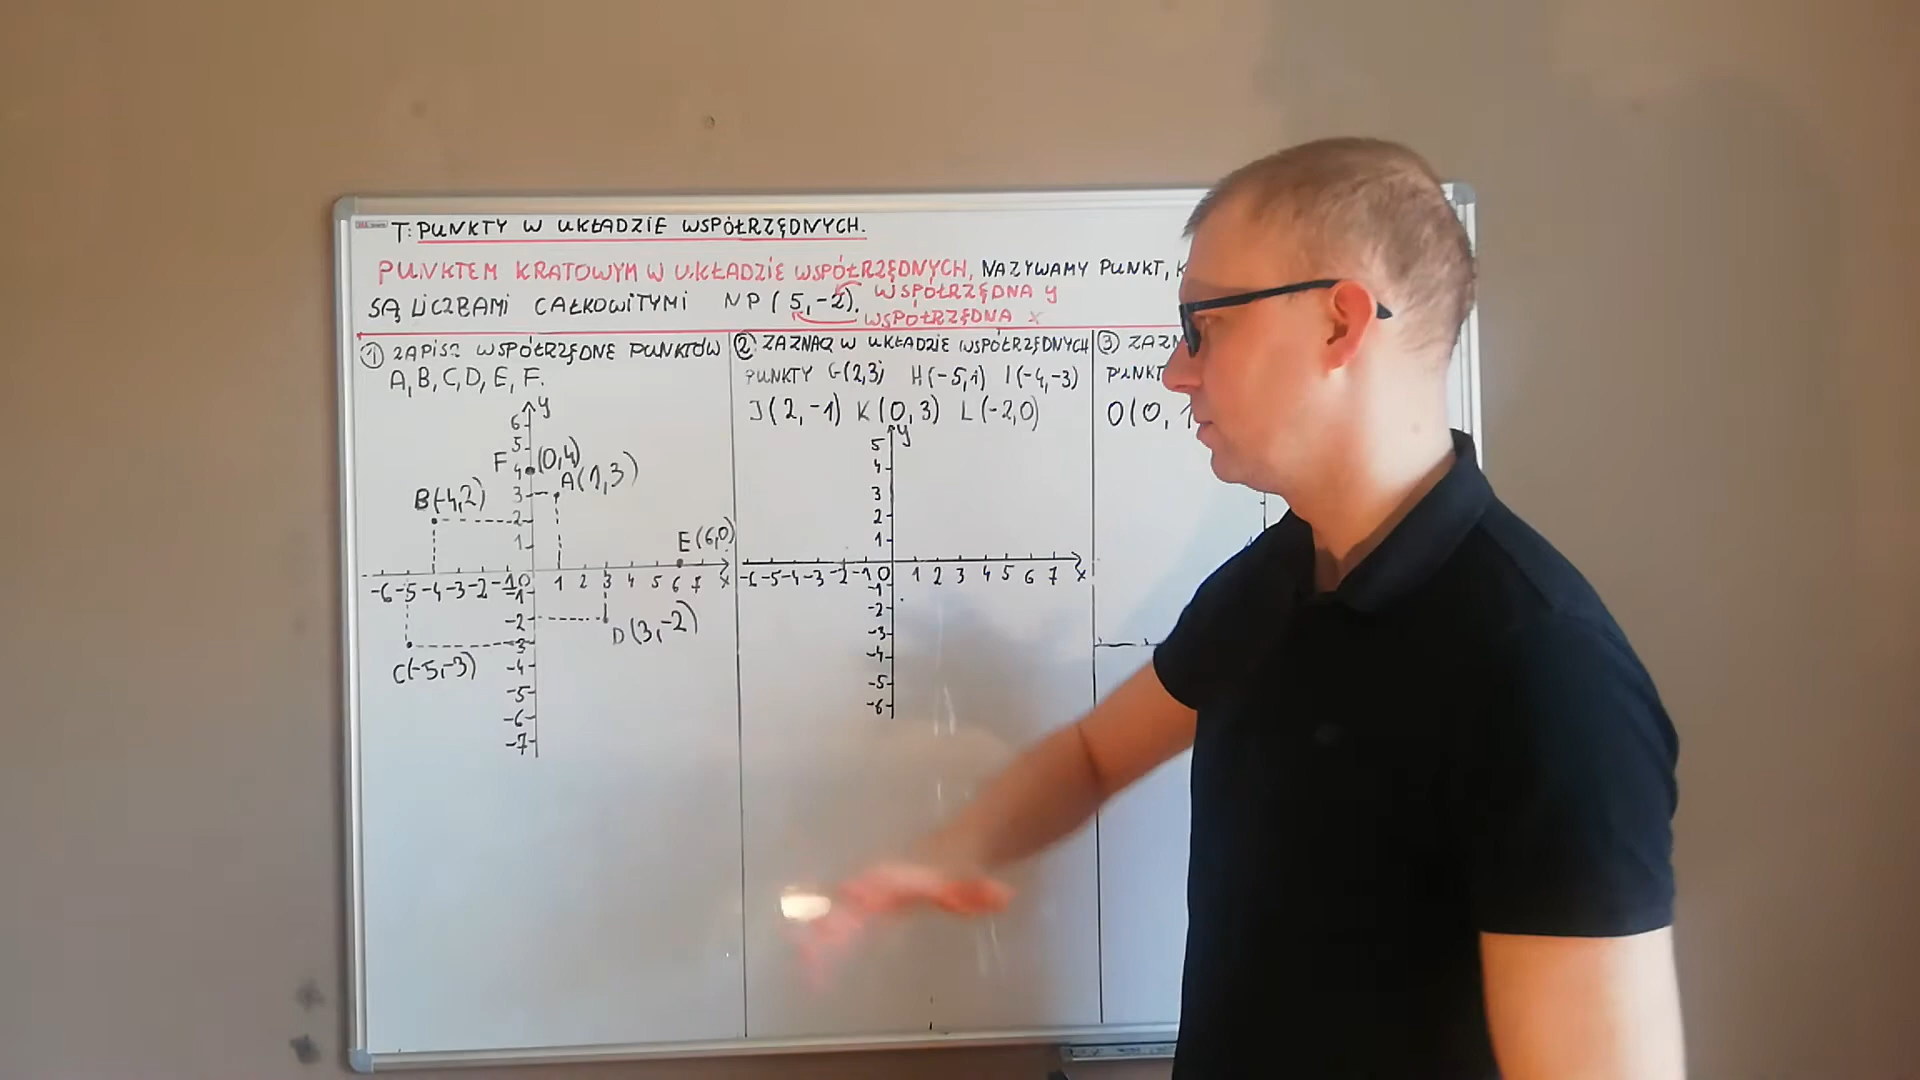 T: PUNKTY W UKŁADZIE WSPÓŁRZĘDNYCH.
PUNKTEM KRATOWYM W UKŁADZIE WSPÓŁRZĘDNYCH, NAZYWAMY PUNKT, K
SĄ LICZBAMI CAŁKOWITYMI NP (5,-2). WSPÓŁRZĘDNA y
WSPÓŁRZĘDNA x
① ZAPISZ WSPÓŁRZĘDNE PUNKTÓW
A, B, C, D, E, F.
y
6
5
F (0,4)
4
A(1,3)
3
B(-4,2)
2
1
E (6,0)
-6 -5 -4 -3 -2 -1 0 1 2 3 4 5 6 7 x
-1
-2
D(3,-2)
-3
C(-5,-3)
-4
-5
-6
-7
② ZAZNACZ W UKŁADZIE WSPÓŁRZĘDNYCH
PUNKTY G(2,3) H(-5,1) I(-4,-3)
J(2,-1) K(0,3) L(-2,0)
y
5
4
3
2
1
-6 -5 -4 -3 -2 -1 0 1 2 3 4 5 6 7 x
-1
-2
-3
-4
-5
-6
③ ZAZN
PUNKT
O(0, 1